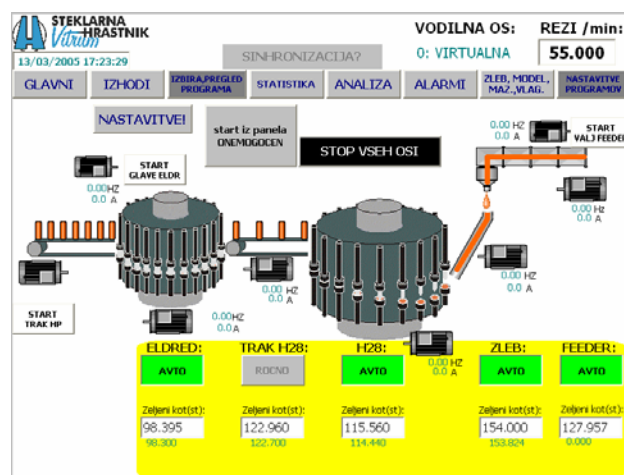 STEKLARNA
HRASTNIK
Vitrum
13/03/2005 17:23:29
SINHRONIZACIJA?
VODILNA OS:
0: VIRTUALNA
REZI /min:
55.000
GLAVNI
IZHODI
IZBIRA,PREGLED
PROGRAMA
STATISTIKA
ANALIZA
ALARMI
ZLEB, MODEL,
MAZ.,VLAG.
NASTAVITVE
PROGRAMOV
NASTAVITVE!
start iz panela
ONEMOGOCEN
STOP VSEH OSI
0.00 HZ
0.0 A
START
VALJ FEEDER
START
GLAVE ELDR
0.00 HZ
0.0 A
0.00 HZ
0.0 A
0.00 HZ
0.0 A
0.00 HZ
0.0 A
START
TRAK HP
0.00 HZ
0.0 A
0.00 HZ
0.0 A
ELDRED:
AVTO
Zeljeni kot(st):
98.395
98.300
TRAK H28:
ROCNO
Zeljeni kot(st):
122.960
122.700
H28:
AVTO
Zeljeni kot(st):
115.560
114.440
ZLEB:
AVTO
Zeljeni kot(st):
154.000
153.824
FEEDER:
AVTO
Zeljeni kot(st):
127.957
0.000